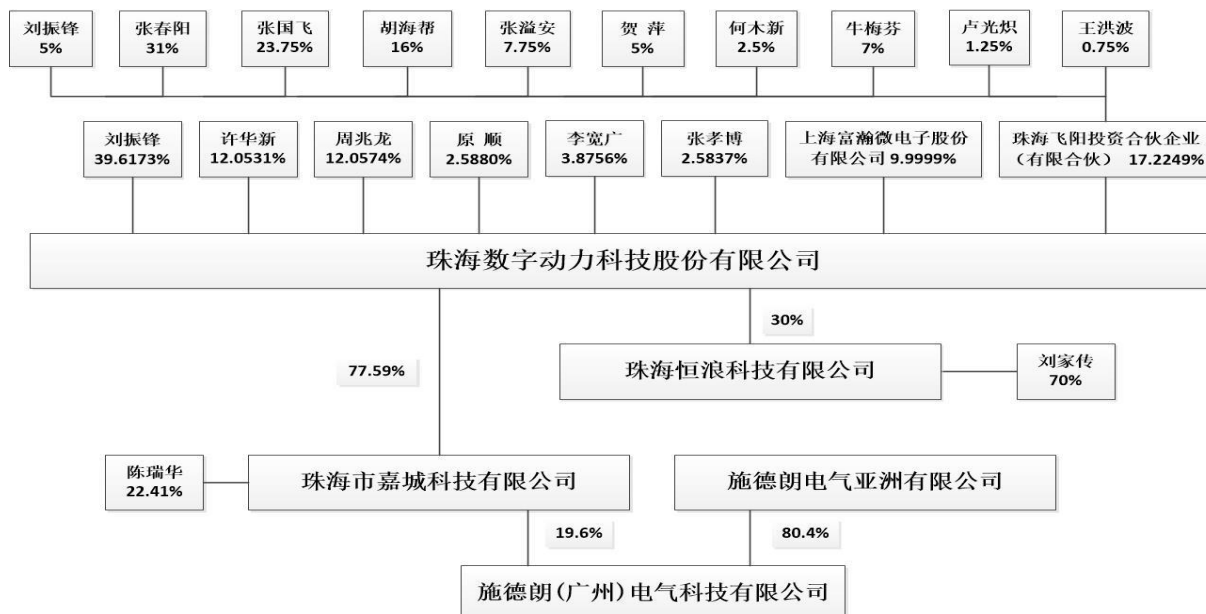 刘振锋
5%
张春阳
31%
张国飞
23.75%
胡海帮
16%
张溢安
7.75%
贺 萍
5%
何木新
2.5%
牛梅芬
7%
卢光炽
1.25%
王洪波
0.75%
刘振锋
39.6173%
许华新
12.0531%
周兆龙
12.0574%
原 顺
2.5880%
李宽广
3.8756%
张孝博
2.5837%
上海富瀚微电子股份
有限公司 9.9999%
珠海飞阳投资合伙企业
（有限合伙） 17.2249%
珠海数字动力科技股份有限公司
30%
77.59%
珠海恒浪科技有限公司
刘家传
70%
陈瑞华
22.41%
珠海市嘉城科技有限公司
施德朗电气亚洲有限公司
19.6%
80.4%
施德朗(广州)电气科技有限公司